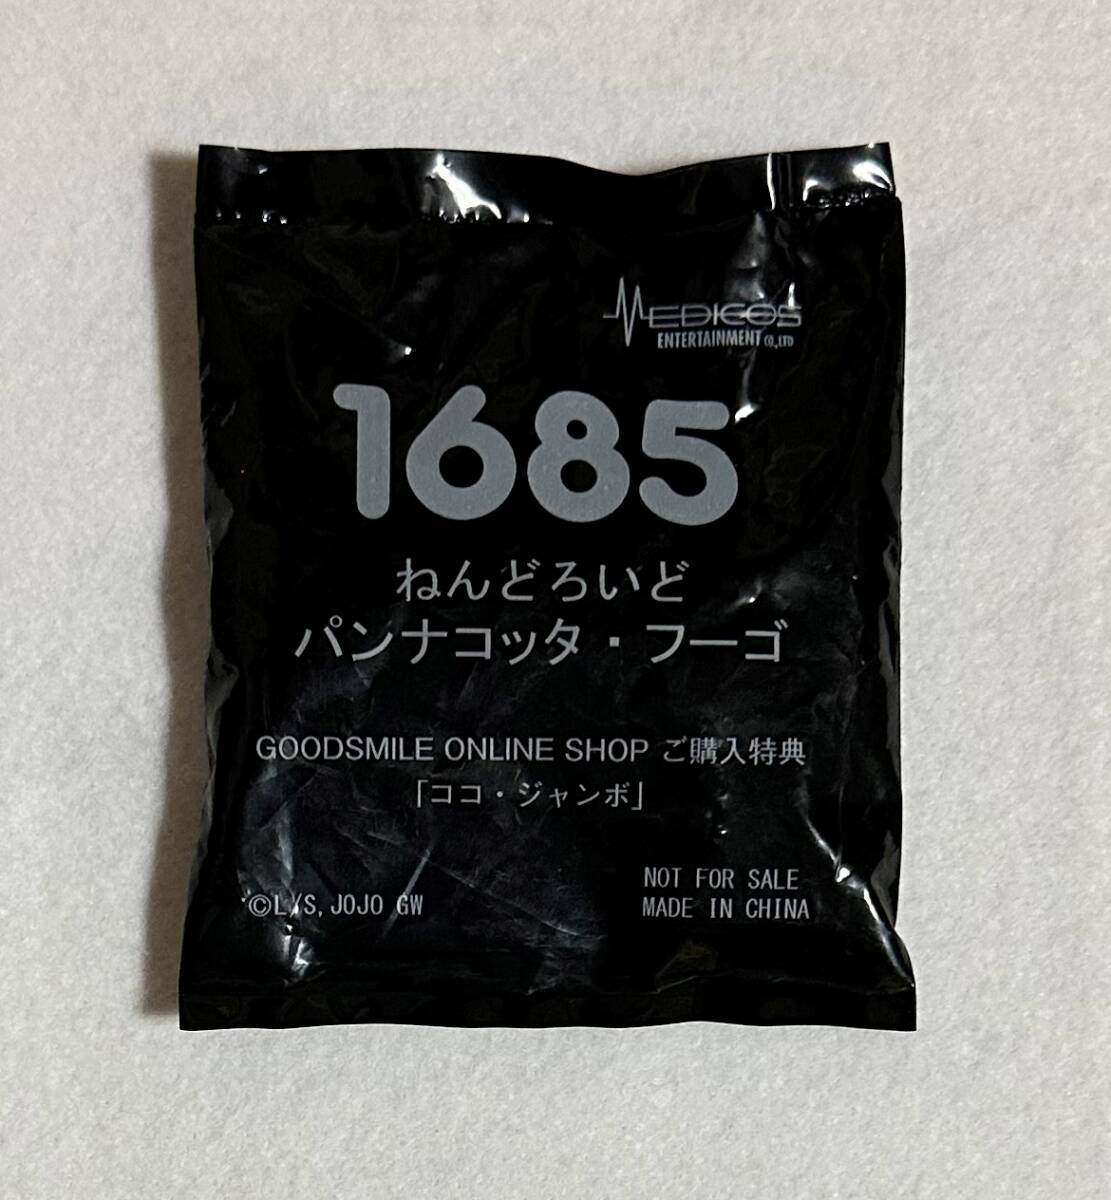 MEDICOS
ENTERTAINMENT CO.,LTD
1685
ねんどろいど
パンナコッタ・フーゴ
GOODSMILE ONLINE SHOP ご購入特典
「ココ・ジャンボ」
NOT FOR SALE
©L/S, JOJO GW MADE IN CHINA